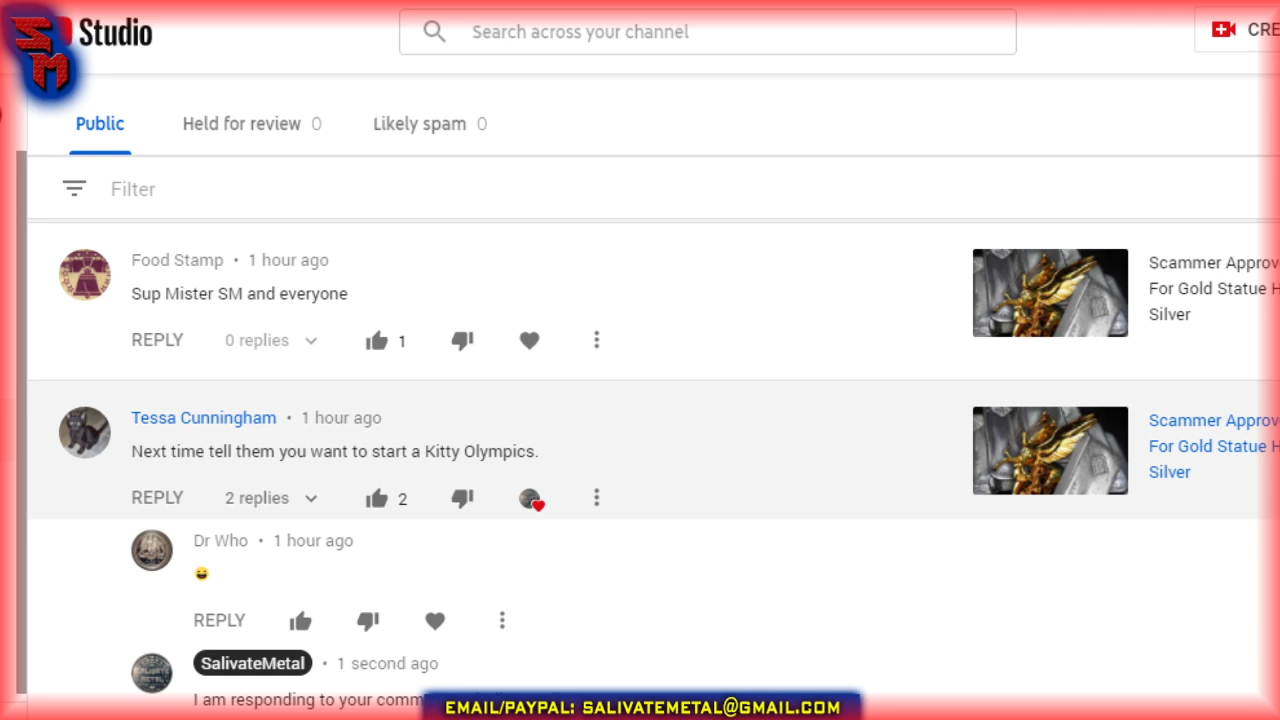 SM Studio
Search across your channel
CRE
Public Held for review 0 Likely spam 0
Filter
Food Stamp • 1 hour ago
Sup Mister SM and everyone
REPLY 0 replies 1
Scammer Approv
For Gold Statue H
Silver
Tessa Cunningham • 1 hour ago
Next time tell them you want to start a Kitty Olympics.
REPLY 2 replies 2
Scammer Approv
For Gold Statue H
Silver
Dr Who • 1 hour ago
REPLY
SalivateMetal • 1 second ago
I am responding to your comm
EMAIL/PAYPAL: SALIVATEMETAL@GMAIL.COM